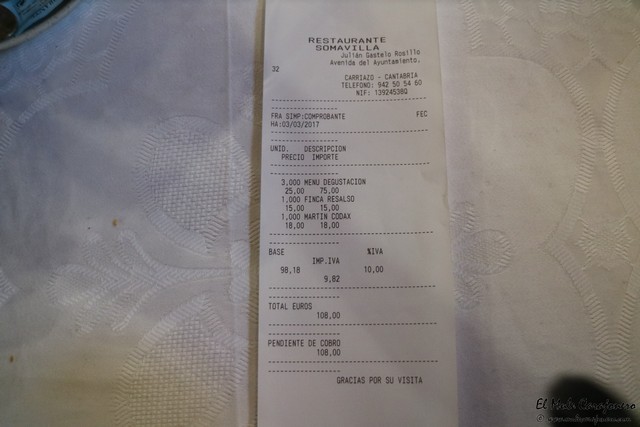 RESTAURANTE
SOMAVILLA
Julián Gastelo Rosillo
Avenida del Ayuntamiento.
32
CARRIAZO - CANTABRIA
TELEFONO: 942 50 54 60
NIF: 13924538Q
FRA SIMP:COMPROBANTE FEC
HA:03/03/2017
UNID. DESCRIPCION
PRECIO IMPORTE
3,000 MENU DEGUSTACION
25,00 75,00
1,000 FINCA RESALSO
15,00 15,00
1,000 MARTIN CODAX
18,00 18,00
BASE %IVA
IMP.IVA
98,18 10,00
9,82
TOTAL EUROS
108,00
PENDIENTE DE COBRO
108,00
GRACIAS POR SU VISITA
El